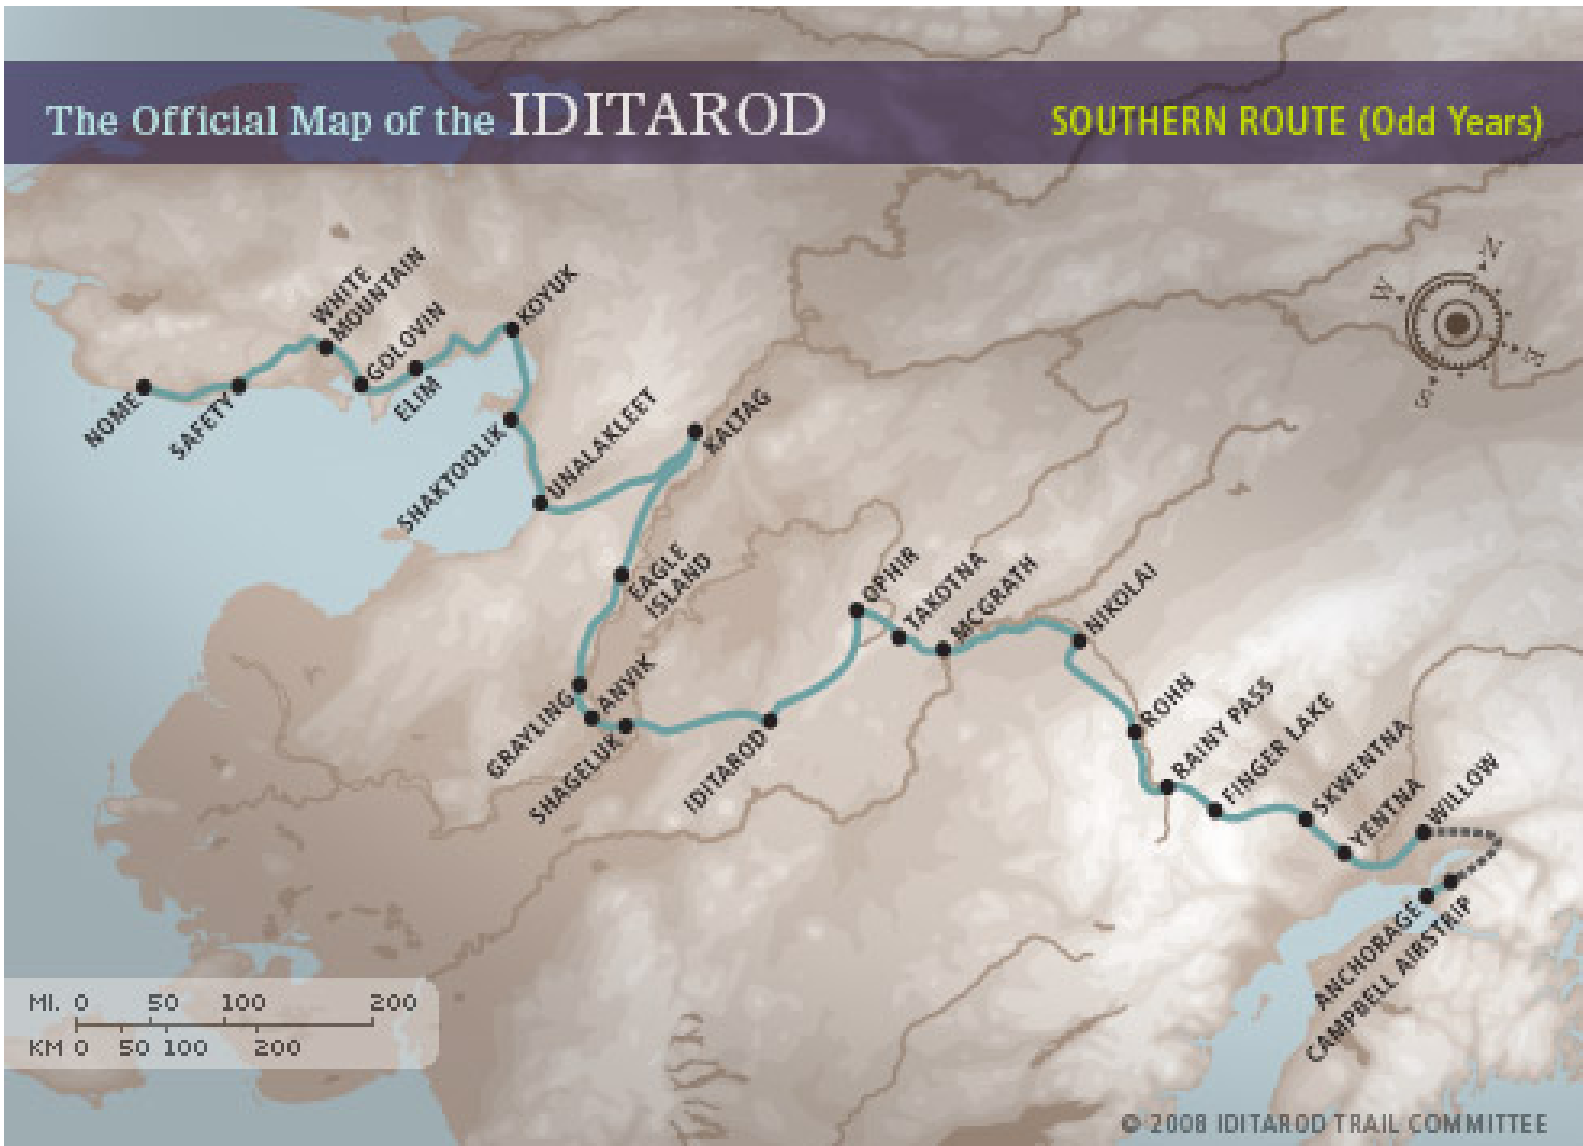 The Official Map of the IDITAROD
SOUTHERN ROUTE (Odd Years)
N
W
E
S
WHITE
MOUNTAIN
KOYUK
GOLOVIN
ELIM
NOME
SAFETY
UNALAKLEET
KALTAG
SHAKTOOLIK
EAGLE
ISLAND
OPHIR
TAKOTNA
MCGRATH
NIKOLAI
ANVIK
GRAYLING
SHAGELUK
IDITAROD
ROHN
RAINY PASS
FINGER LAKE
SKWENTNA
YENTNA
WILLOW
ANCHORAGE
CAMPBELL AIRSTRIP
MI. 0 50 100 200
KM 0 50 100 200
© 2008 IDITAROD TRAIL COMMITTEE